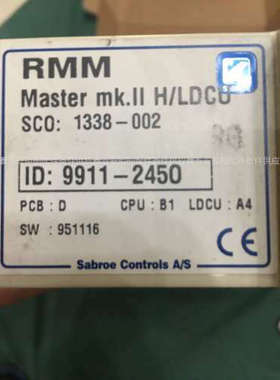 RMM
Master mk.II H/LDCU
SCO: 1338-002
ID: 9911-2450
PCB : D CPU : B1 LDCU : A4
SW : 951116
CE
Sabroe Controls A/S